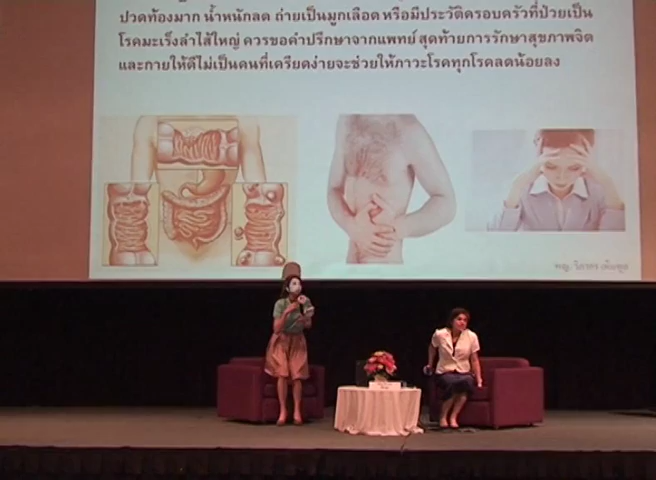 ปวดท้องมาก น้ำหนักลด ถ่ายเป็นมูกเลือด หรือมีประวัติครอบครัวที่ป่วยเป็น
โรคมะเร็งลำไส้ใหญ่ ควรขอคำปรึกษาจากแพทย์ สุดท้ายการรักษาสุขภาพจิต
และกายให้ดีไม่เป็นคนที่เครียดง่ายจะช่วยให้ภาวะโรคทุกโรคลดน้อยลง